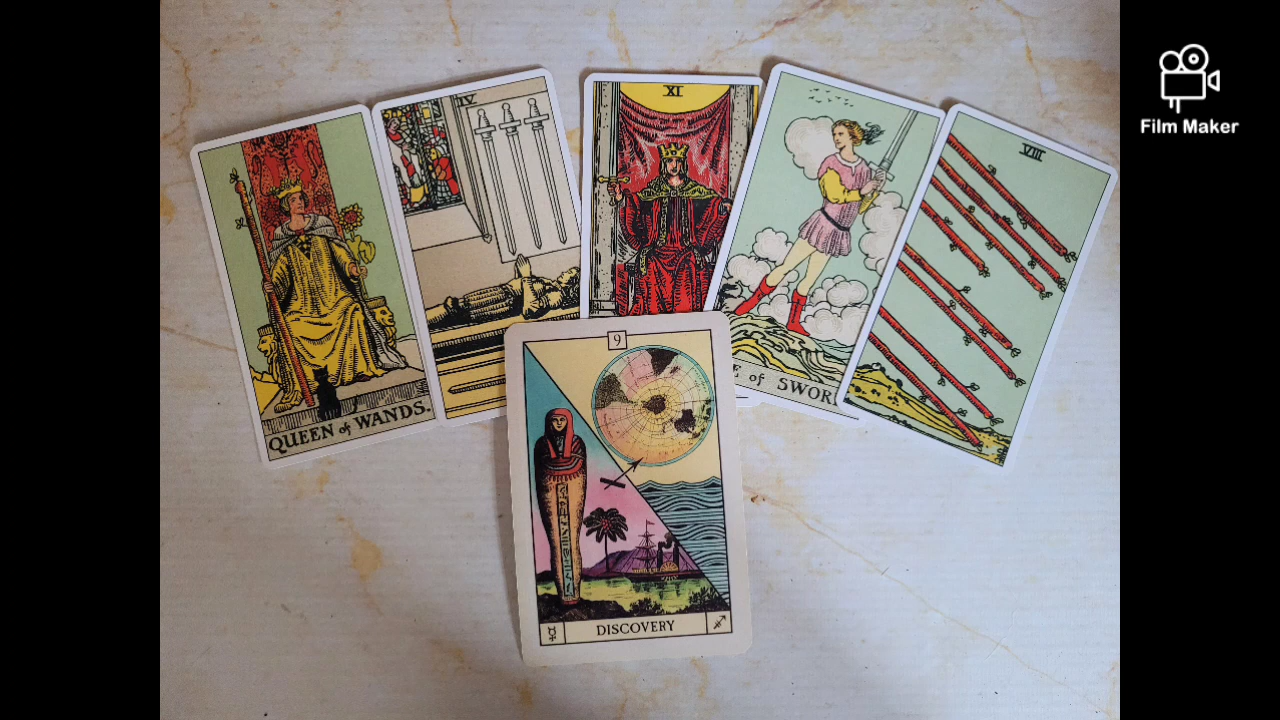 IV
XI
VIII
QUEEN of WANDS.
E of SWOR
9
DISCOVERY
Film Maker